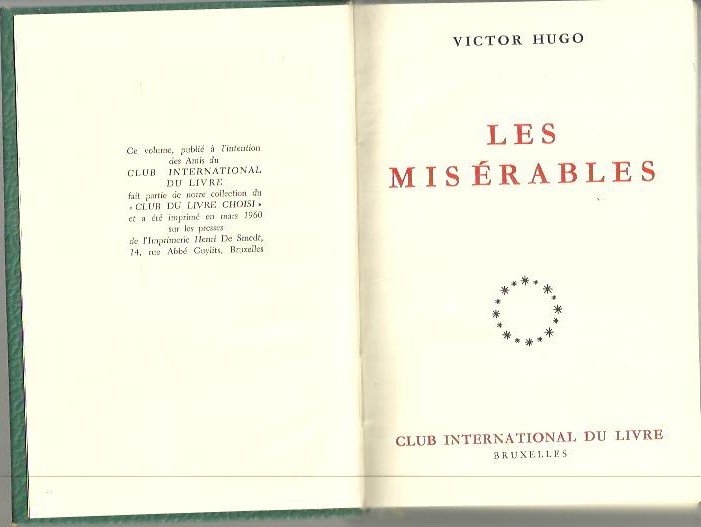 Ce volume, publié à l'intention
des Amis du
CLUB INTERNATIONAL
DU LIVRE
fait partie de notre collection du
« CLUB DU LIVRE CHOISI »
et a été imprimé en mars 1960
sur les presses
de l'Imprimerie Henri De Smedt,
14, rue Abbé Cuylits, Bruxelles
VICTOR HUGO
LES
MISÉRABLES
CLUB INTERNATIONAL DU LIVRE
BRUXELLES